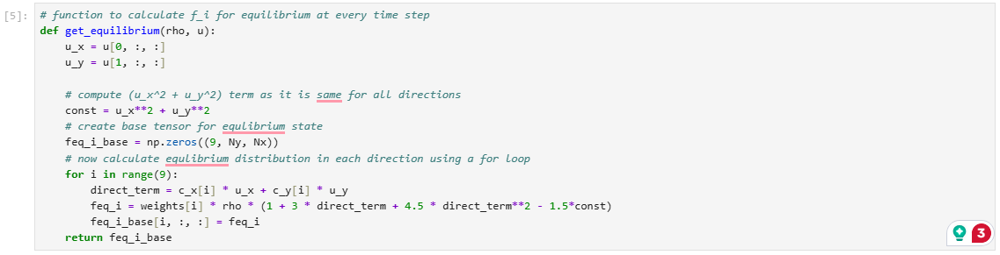 [5]: # function to calculate f_i for equilibrium at every time step
def get_equilibrium(rho, u):
    u_x = u[0, :, :]
    u_y = u[1, :, :]

    # compute (u_x^2 + u_y^2) term as it is same for all directions
    const = u_x**2 + u_y**2
    # create base tensor for equlibrium state
    feq_i_base = np.zeros((9, Ny, Nx))
    # now calculate equlibrium distribution in each direction using a for loop
    for i in range(9):
        direct_term = c_x[i] * u_x + c_y[i] * u_y
        feq_i = weights[i] * rho * (1 + 3 * direct_term + 4.5 * direct_term**2 - 1.5*const)
        feq_i_base[i, :, :] = feq_i
    return feq_i_base
3